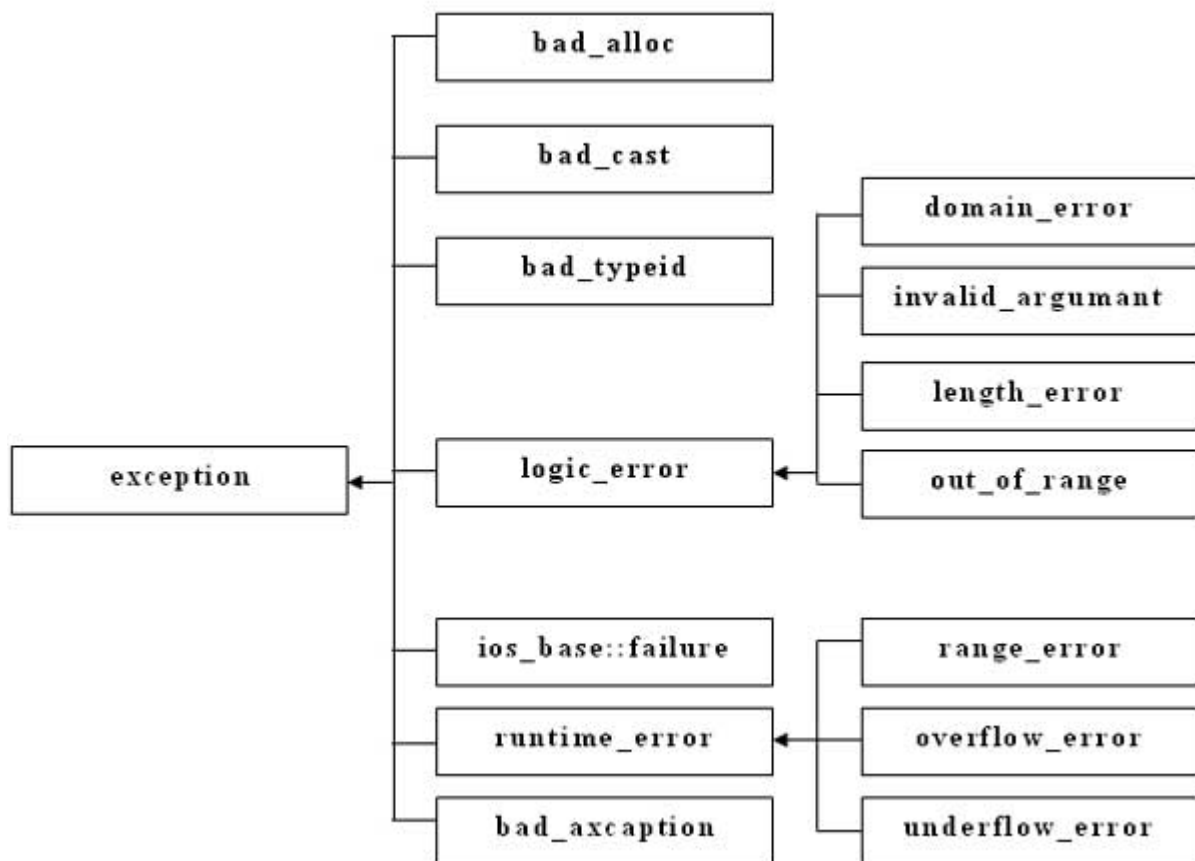 exception
bad_alloc
bad_cast
bad_typeid
logic_error
ios_base::failure
runtime_error
bad_axcaption
domain_error
invalid_argumant
length_error
out_of_range
range_error
overflow_error
underflow_error